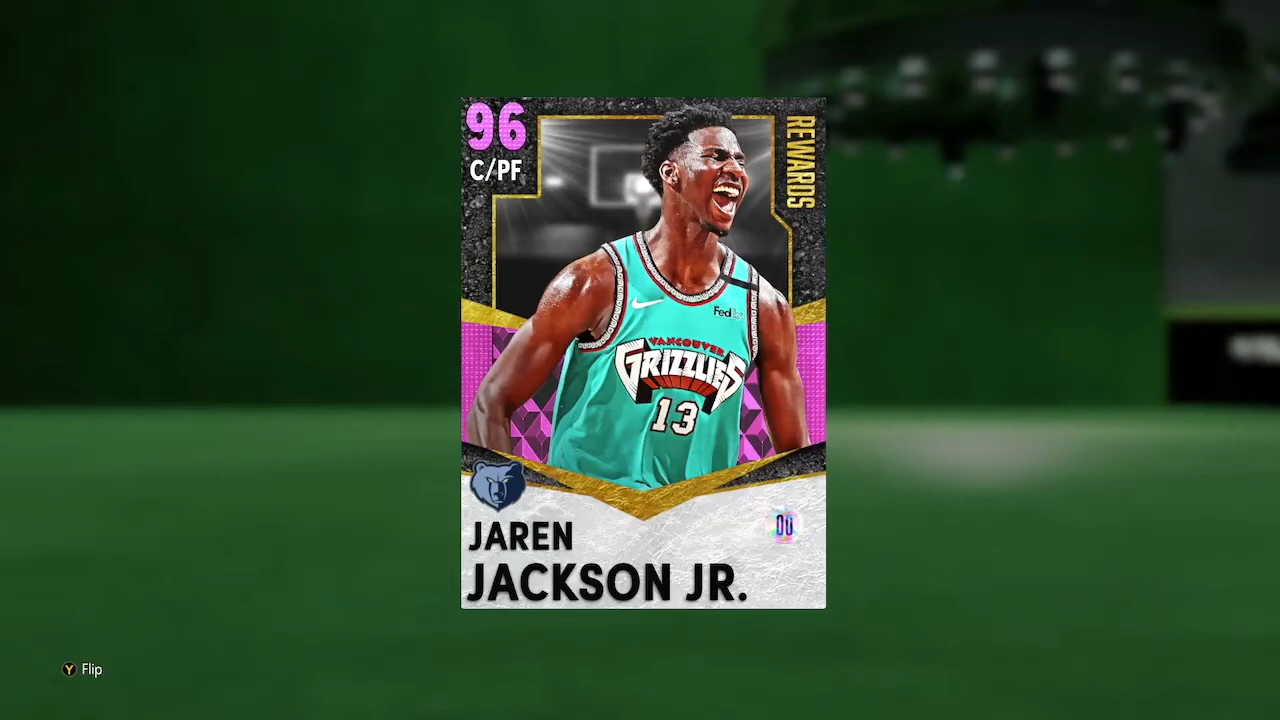 96
C/PF
REWARDS
FedEx
VANCOUVER
GRIZZLIES
13
00
JAREN
JACKSON JR.
Y Flip